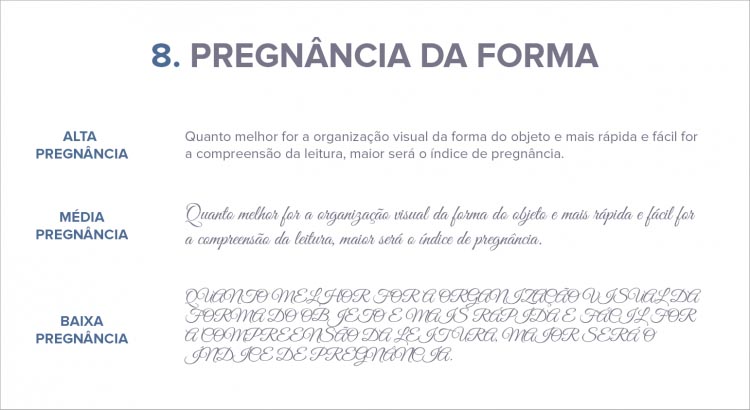 8. PREGNÂNCIA DA FORMA
ALTA
PREGNÂNCIA
Quanto melhor for a organização visual da forma do objeto e mais rápida e fácil for
a compreensão da leitura, maior será o índice de pregnância.
MÉDIA
PREGNÂNCIA
Quanto melhor for a organização visual da forma do objeto e mais rápida e fácil for
a compreensão da leitura, maior será o índice de pregnância.
BAIXA
PREGNÂNCIA
QUANTO MELHOR FOR A ORGANIZAÇÃO VISUAL DA
FORMA DO OBJETO E MAIS RÁPIDA E FÁCIL FOR
A COMPREENSÃO DA LEITURA, MAIOR SERÁ O
ÍNDICE DE PREGNÂNCIA.